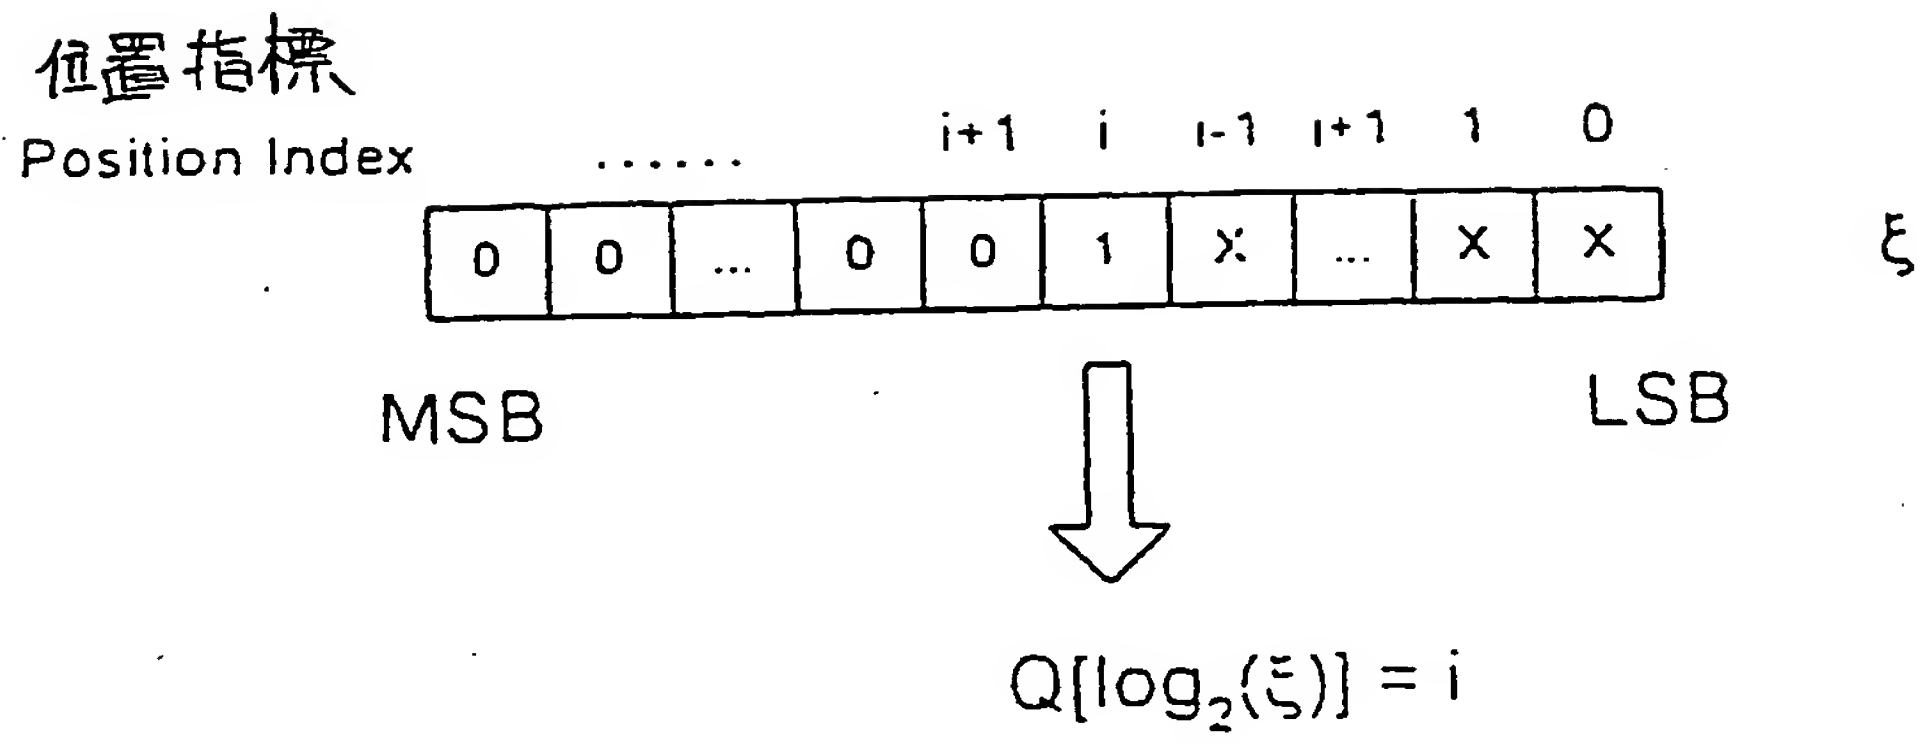 位置指標
Position Index ...... i+1 i i-1 i+1 1 0
0 0 ... 0 0 1 X ... X X ξ
MSB LSB
Q[log₂(ξ)] = i